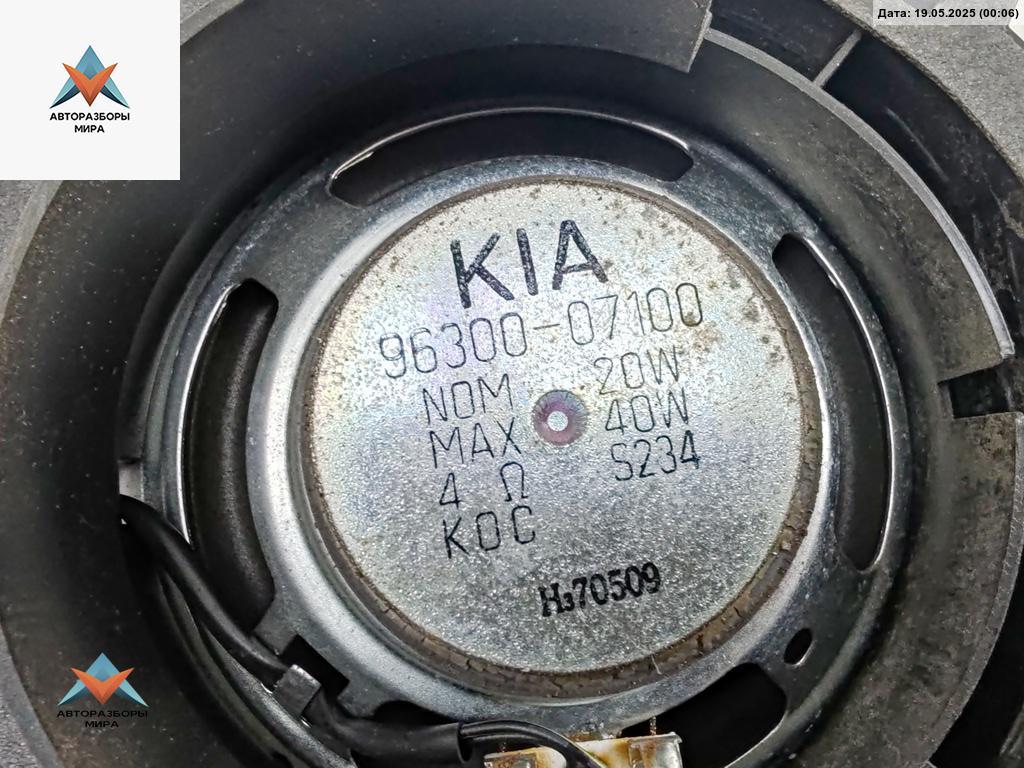 Дата: 19.05.2025 (00:06)
АВТОРАЗБОРЫ
МИРА
KIA
96300-07100
NOM 20W
MAX 40W
4 Ω S234
KOC
H370509
АВТОРАЗБОРЫ
МИРА